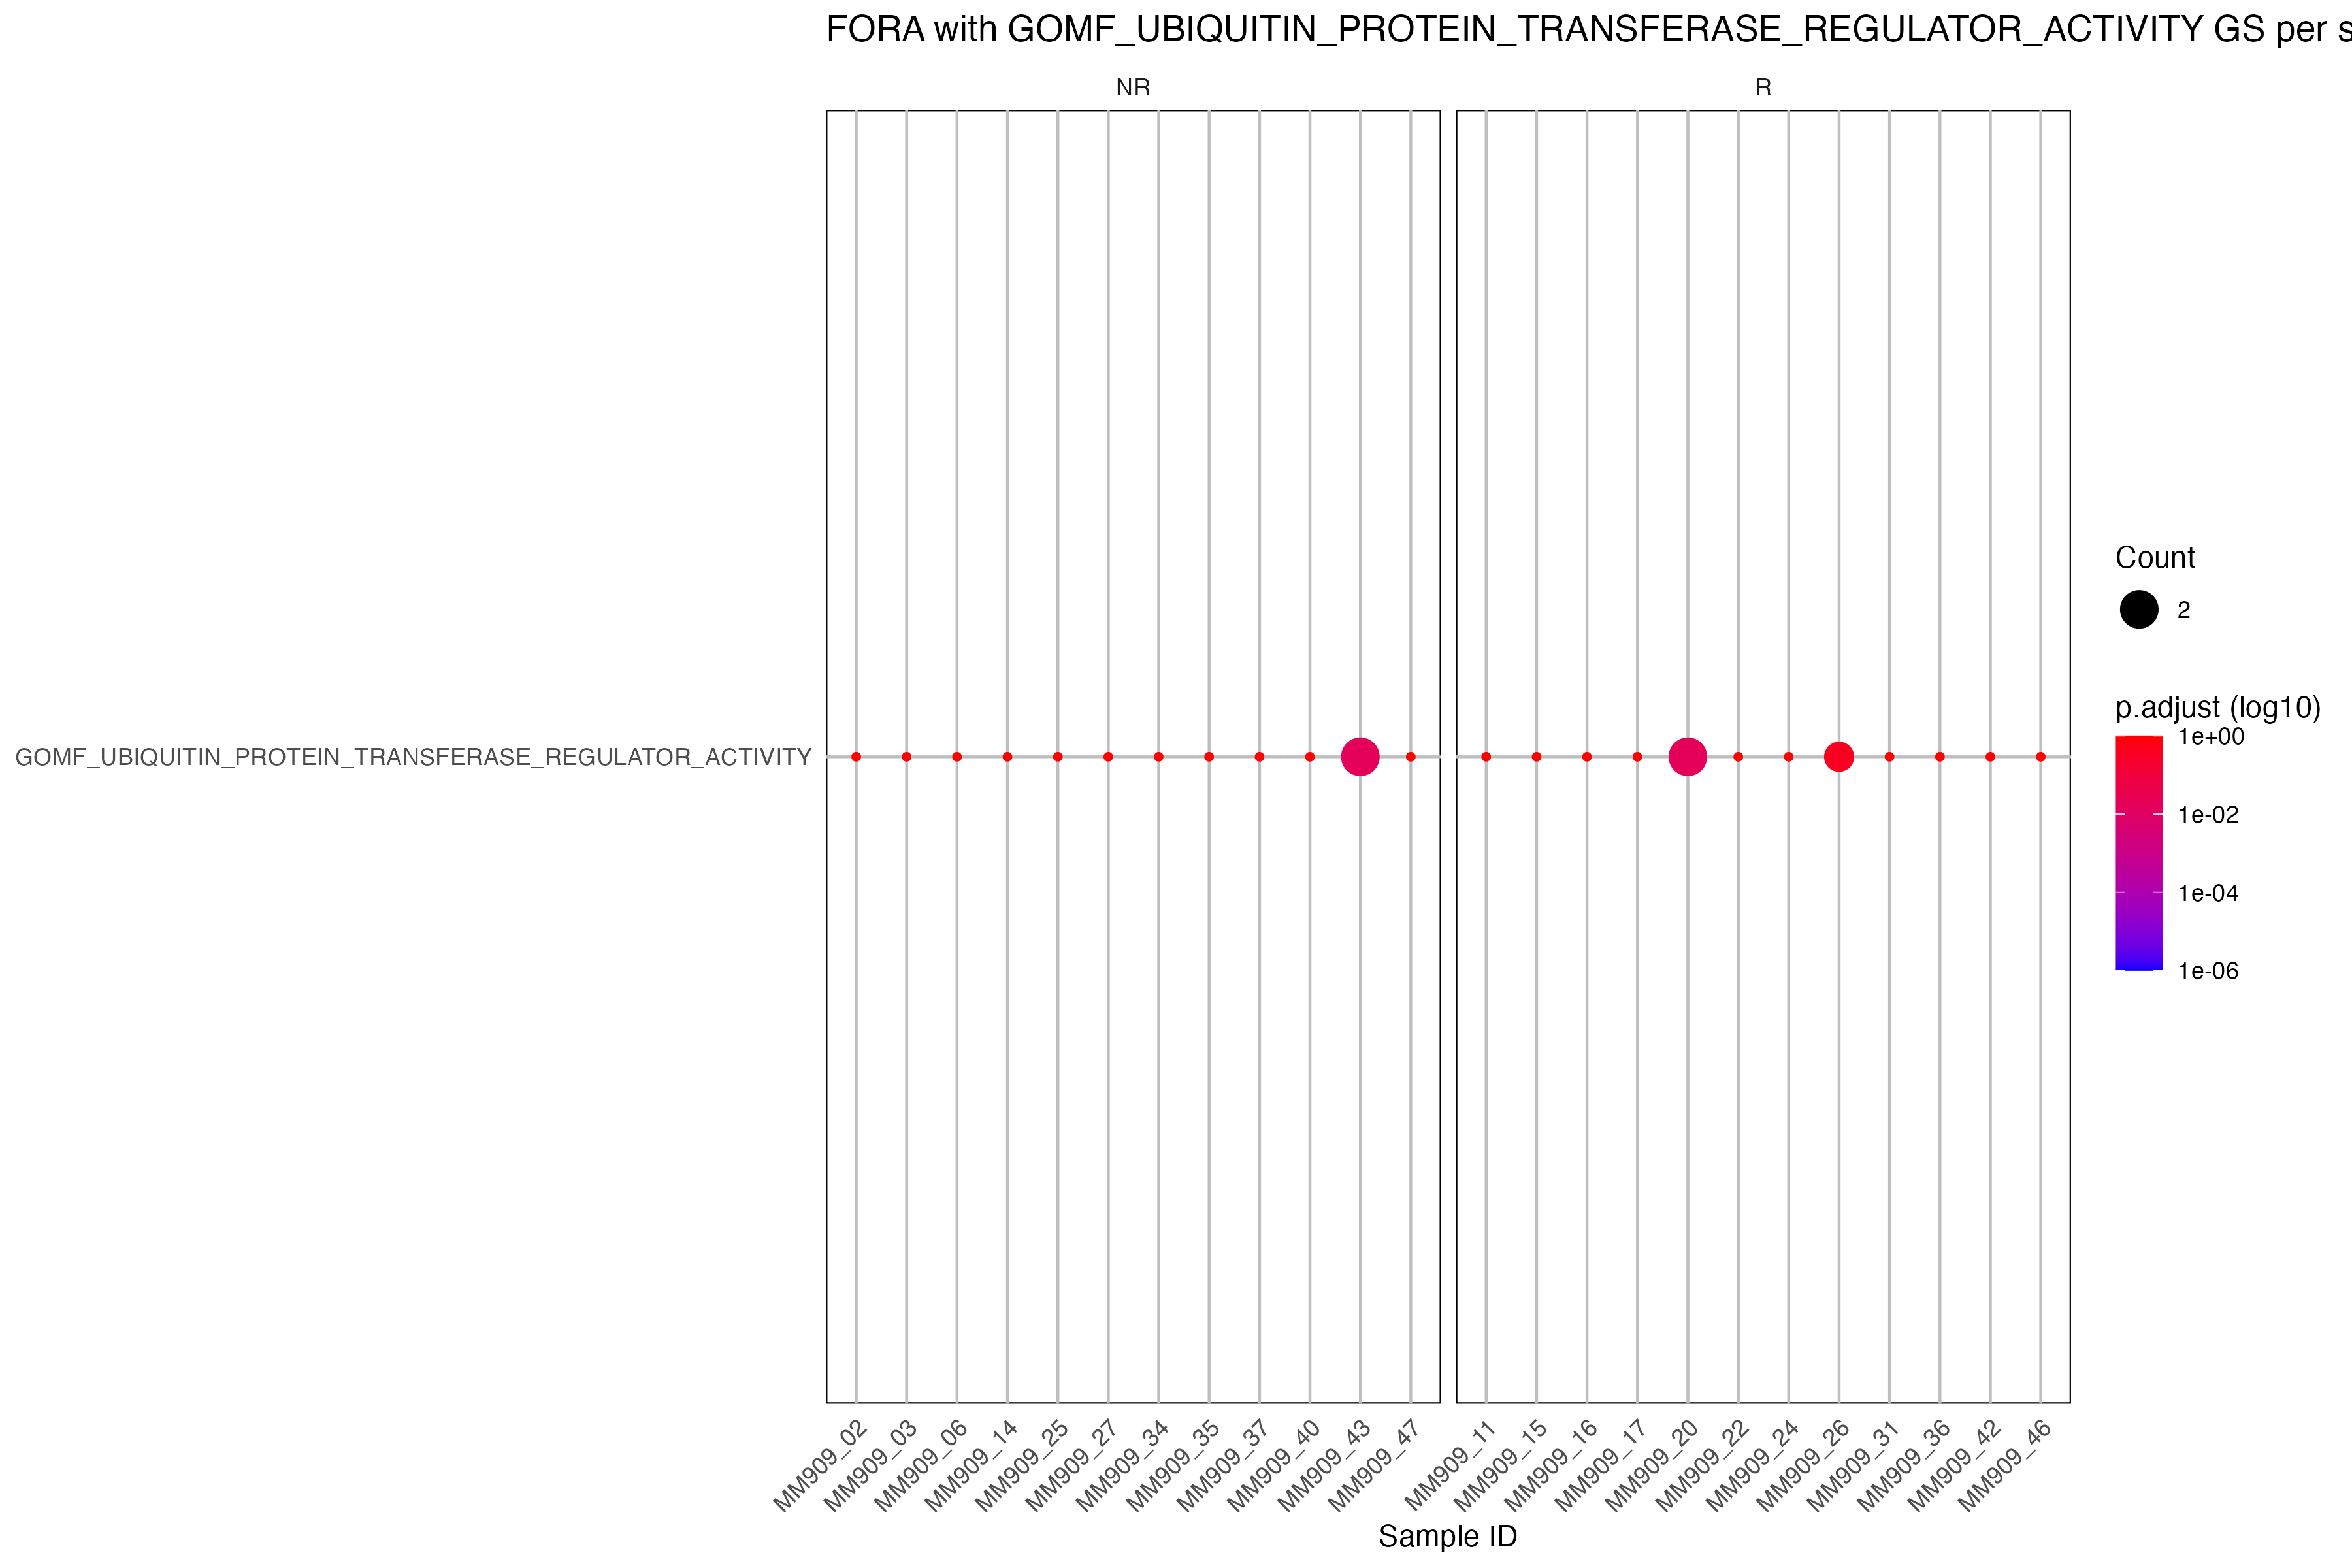 FORA with GOMF_UBIQUITIN_PROTEIN_TRANSFERASE_REGULATOR_ACTIVITY GS per s
NR
R
GOMF_UBIQUITIN_PROTEIN_TRANSFERASE_REGULATOR_ACTIVITY
MM909_02
MM909_03
MM909_06
MM909_14
MM909_25
MM909_27
MM909_34
MM909_35
MM909_37
MM909_40
MM909_43
MM909_47
MM909_11
MM909_15
MM909_16
MM909_17
MM909_20
MM909_22
MM909_24
MM909_26
MM909_31
MM909_36
MM909_42
MM909_46
Sample ID
Count
2
p.adjust (log10)
1e+00
1e-02
1e-04
1e-06